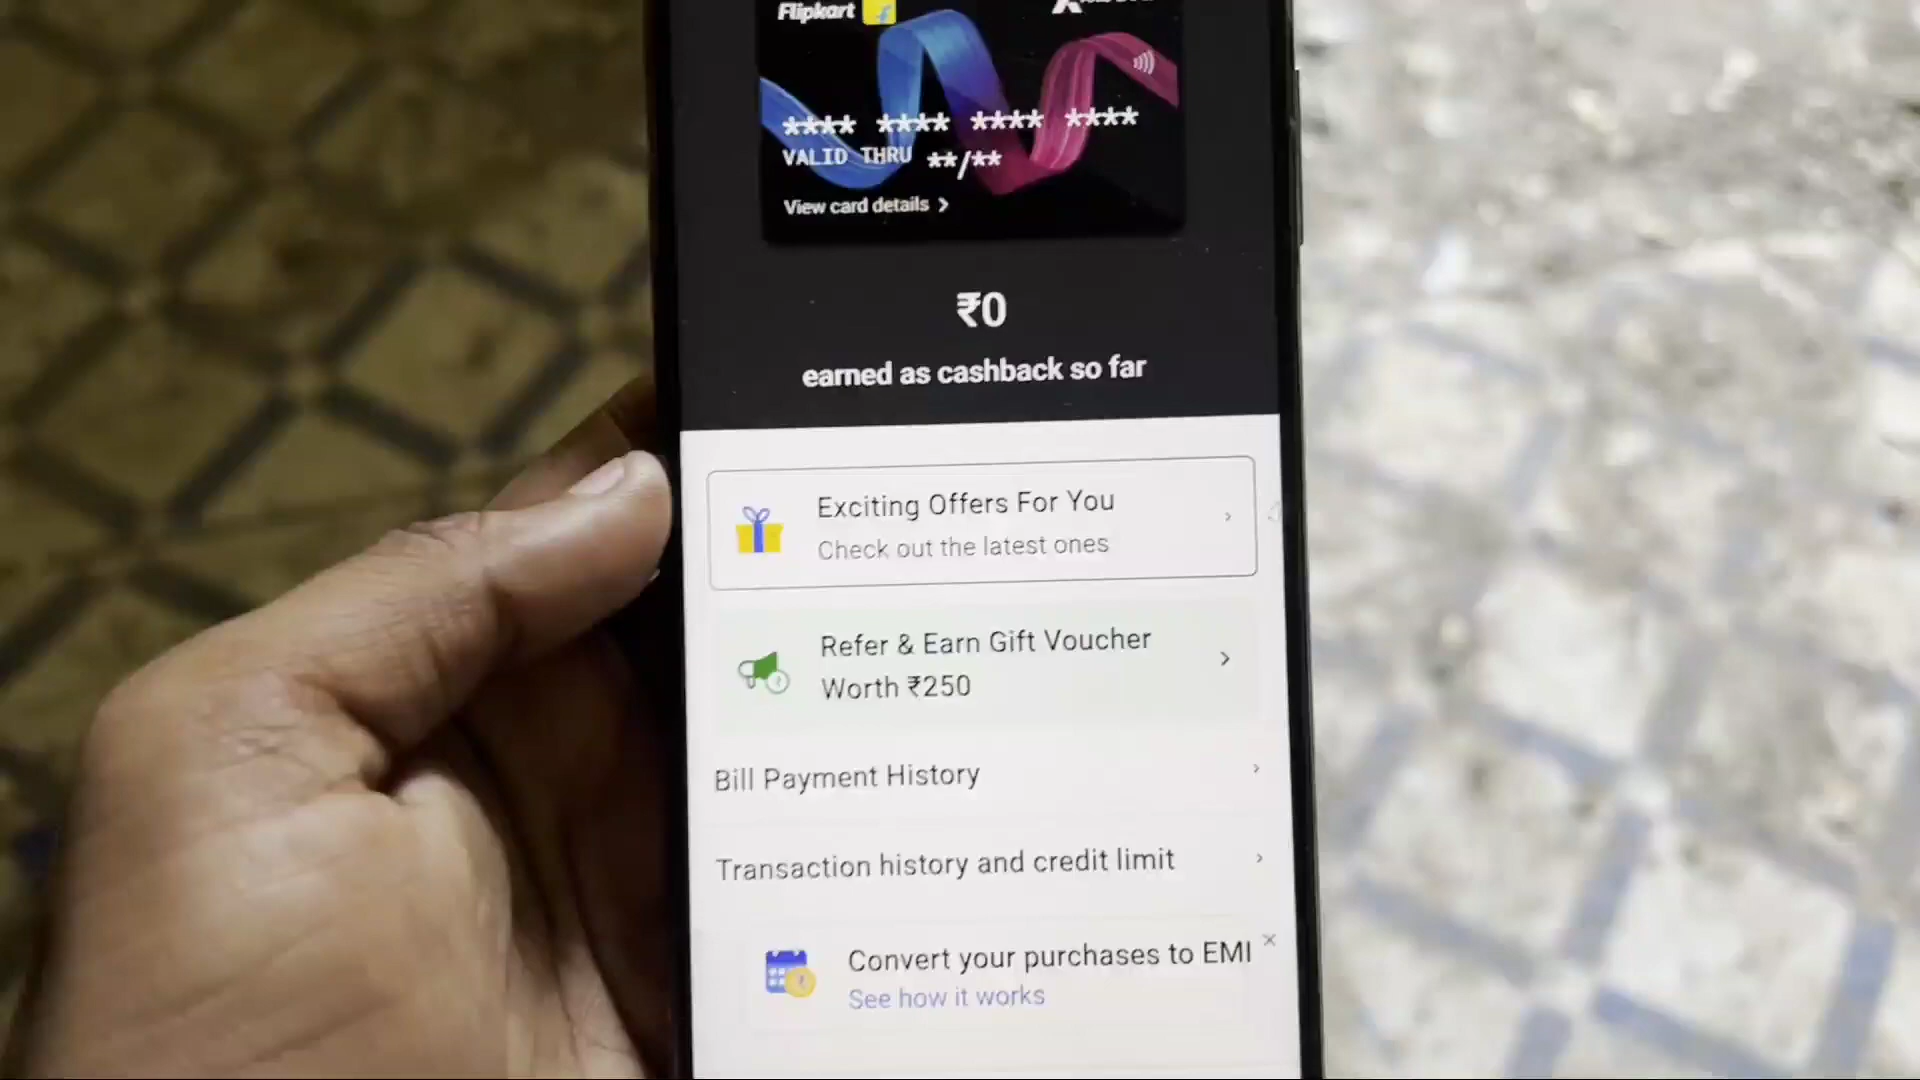 Flipkart
**** **** **** ****
VALID THRU **/**
View card details >
₹0
earned as cashback so far
Exciting Offers For You
Check out the latest ones
Refer & Earn Gift Voucher
Worth ₹250
Bill Payment History
Transaction history and credit limit
Convert your purchases to EMI
See how it works